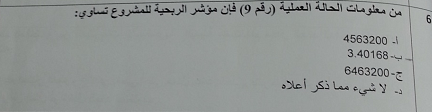 6 من معلومات الحالة العملية (رقم 9) فإن مؤشر الربحية للمشروع تساوي:
أ- 4563200
ب- 3.40168
ج- 6463200
د- لا شيء مما ذكر أعلاه